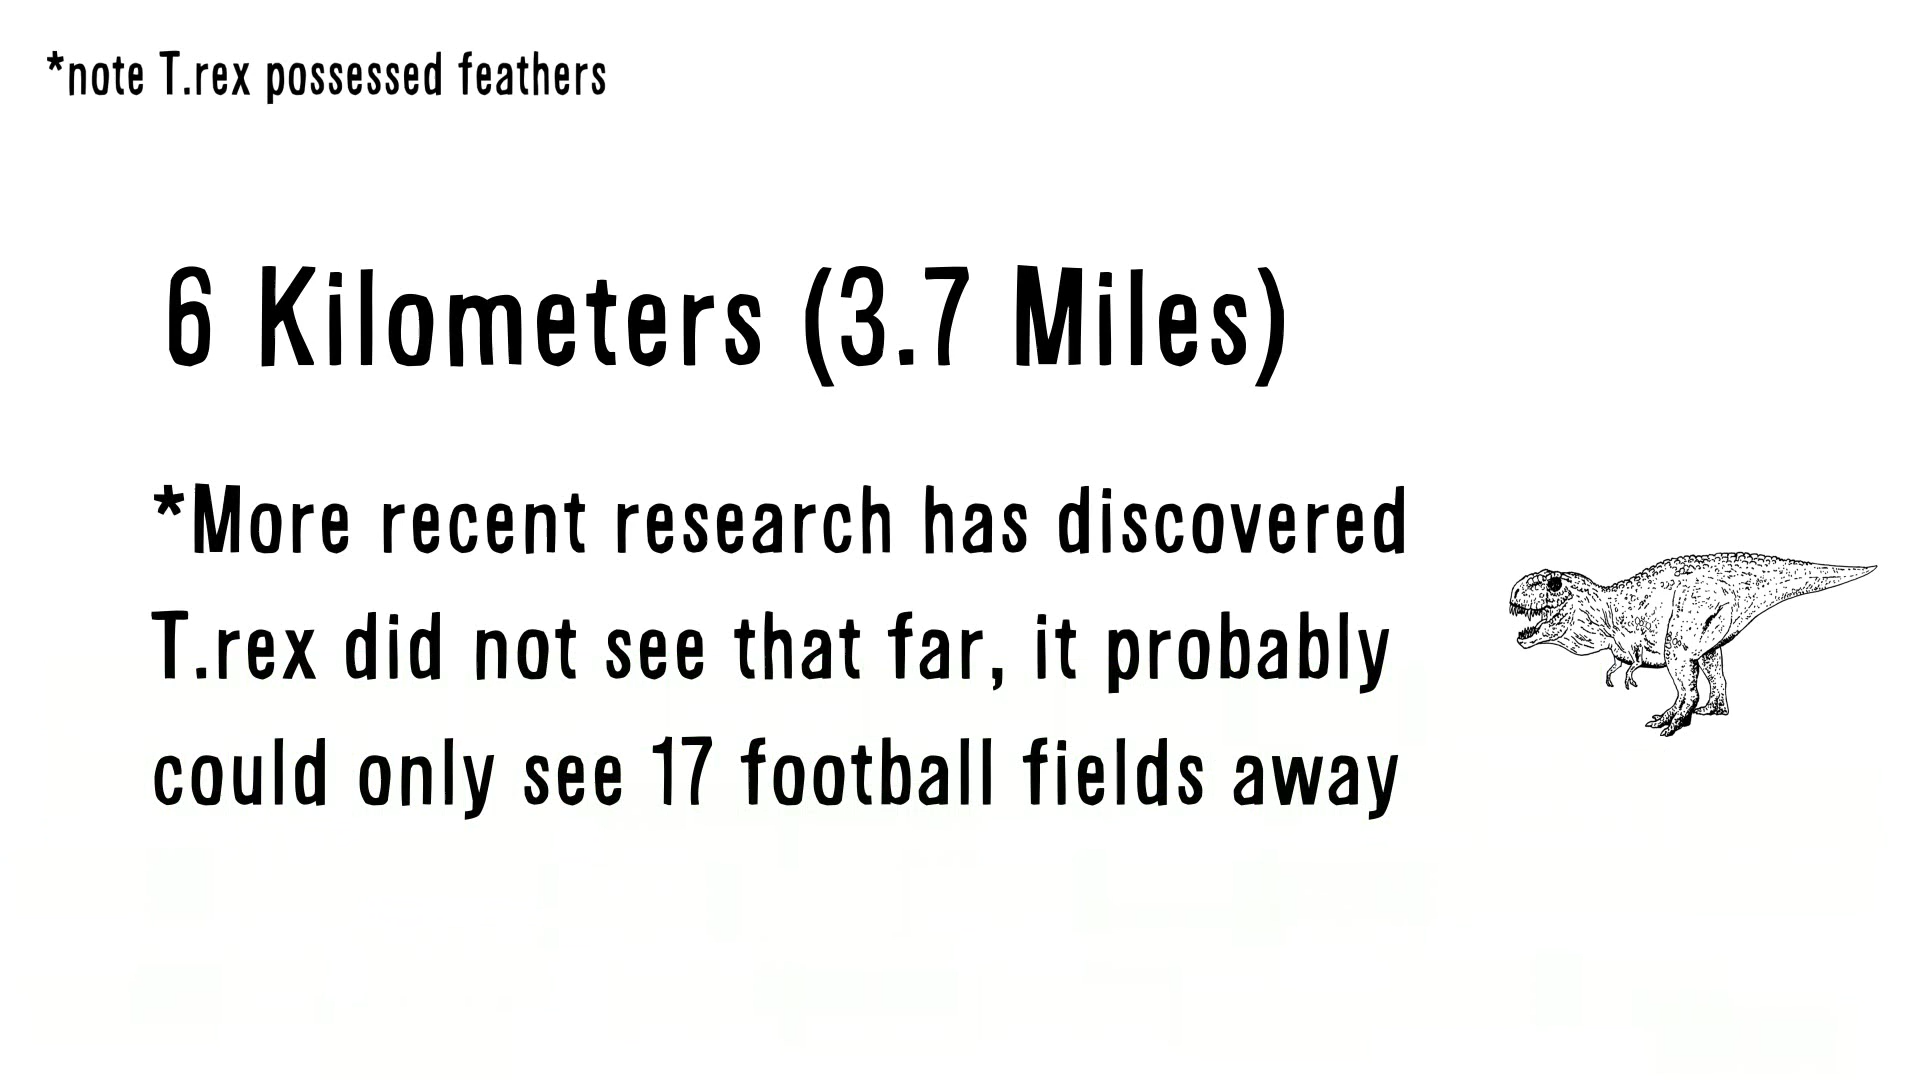 *note T.rex possessed feathers
6 Kilometers (3.7 Miles)
*More recent research has discovered
T.rex did not see that far, it probably
could only see 17 football fields away